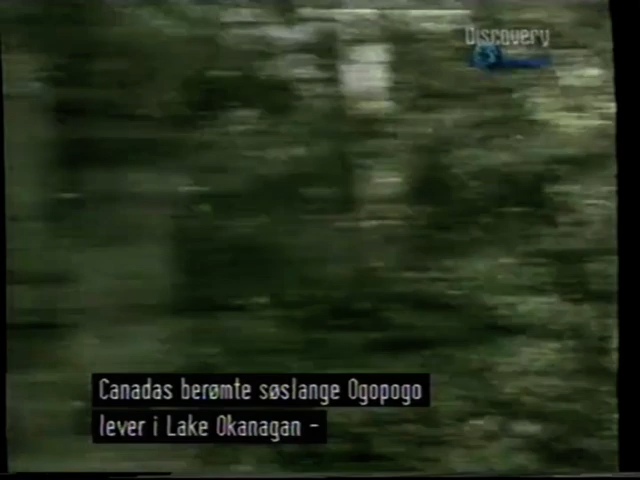 Discovery
Canadas berømte søslange Ogopogo
lever i Lake Okanagan -